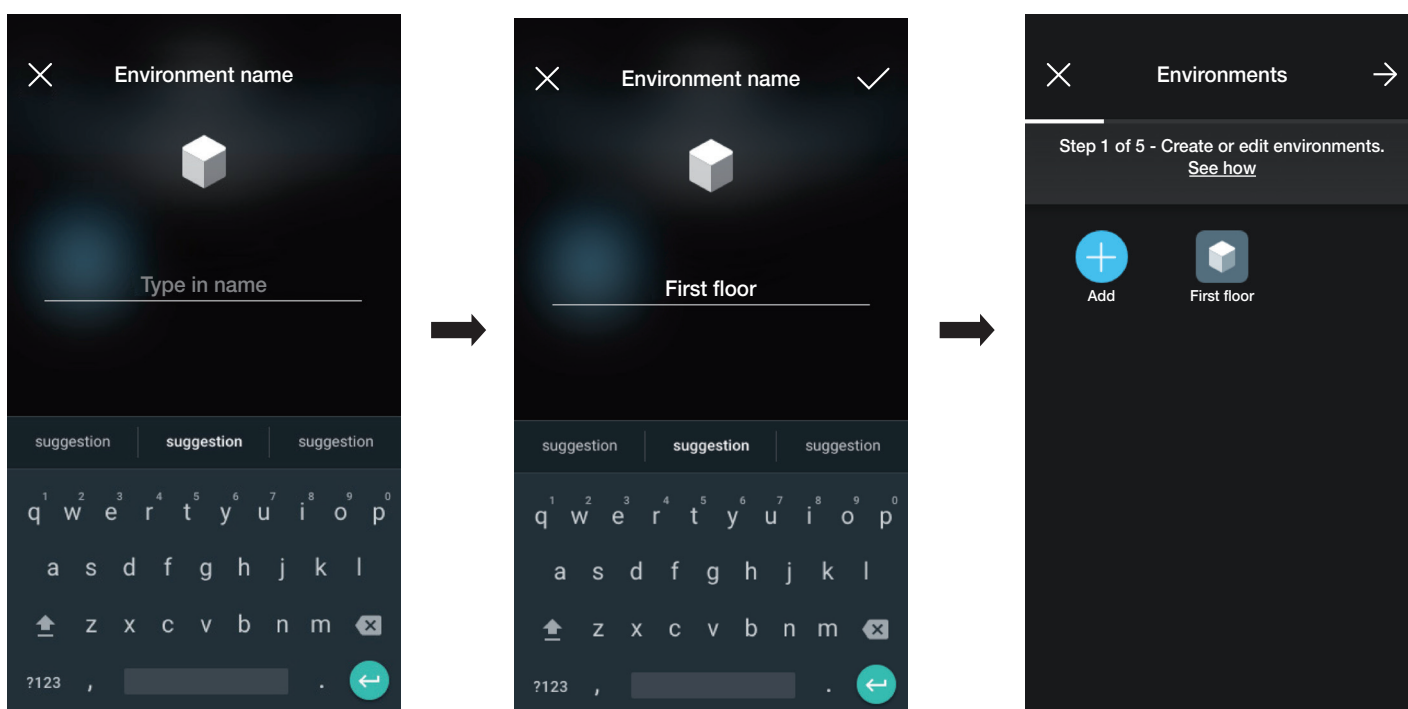 Environment name
Type in name
suggestion suggestion suggestion
1 2 3 4 5 6 7 8 9 0
q w e r t y u i o p
a s d f g h j k l
z x c v b n m
?123 , .
Environment name
First floor
suggestion suggestion suggestion
1 2 3 4 5 6 7 8 9 0
q w e r t y u i o p
a s d f g h j k l
z x c v b n m
?123 , .
Environments
Step 1 of 5 - Create or edit environments.
See how
Add First floor